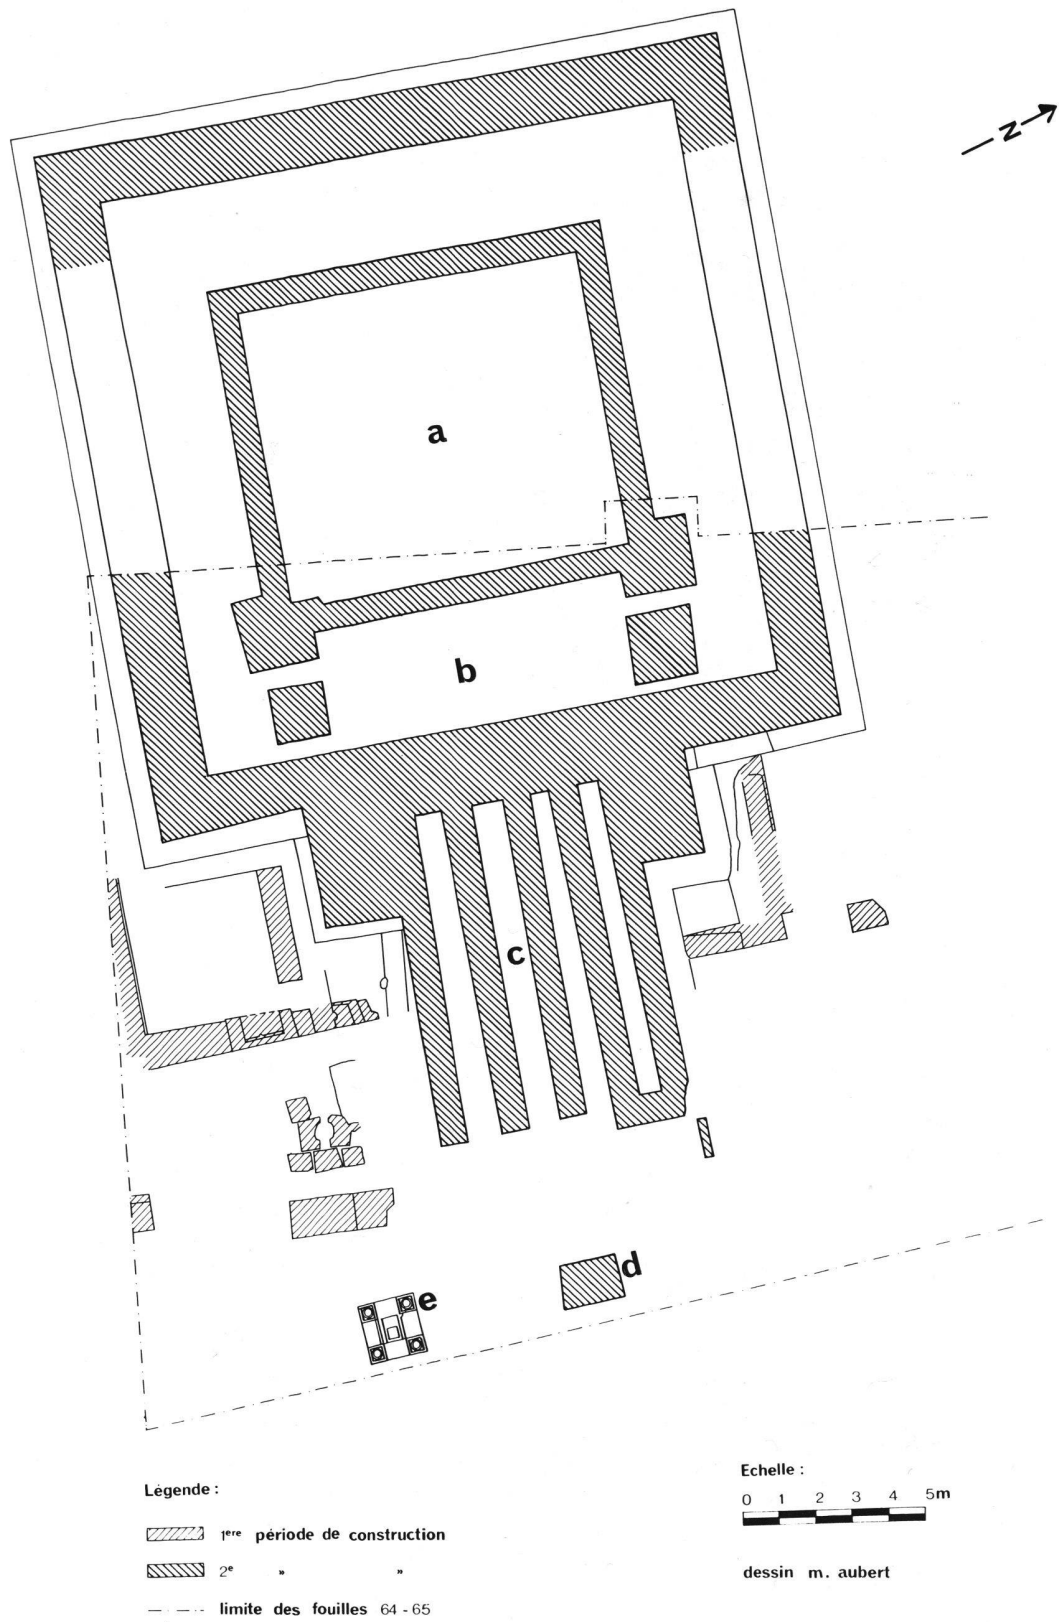 N
a
b
c
d
e
Légende :
1ere période de construction
2e » »
limite des fouilles 64 - 65
Echelle :
0 1 2 3 4 5m
dessin m. aubert